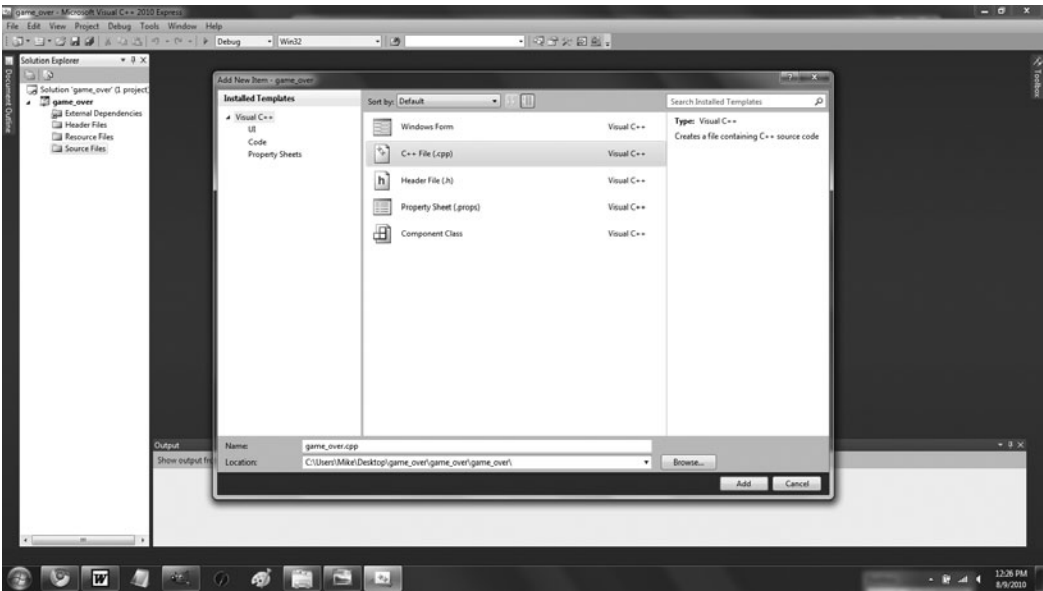 game_over - Microsoft Visual C++ 2010 Express
File Edit View Project Debug Tools Window Help
Debug Win32
Solution Explorer
Document Outline
Toolbox
Solution 'game_over' (1 project)
game_over
External Dependencies
Header Files
Resource Files
Source Files
Add New Item - game_over
Installed Templates
Visual C++
UI
Code
Property Sheets
Sort by: Default
Search Installed Templates
Windows Form Visual C++
C++ File (.cpp) Visual C++
Header File (.h) Visual C++
Property Sheet (.props) Visual C++
Component Class Visual C++
Type: Visual C++
Creates a file containing C++ source code
Name: game_over.cpp
Location: C:\Users\Mike\Desktop\game_over\game_over\game_over\
Browse...
Add Cancel
Output
Show output
12:26 PM
8/9/2010